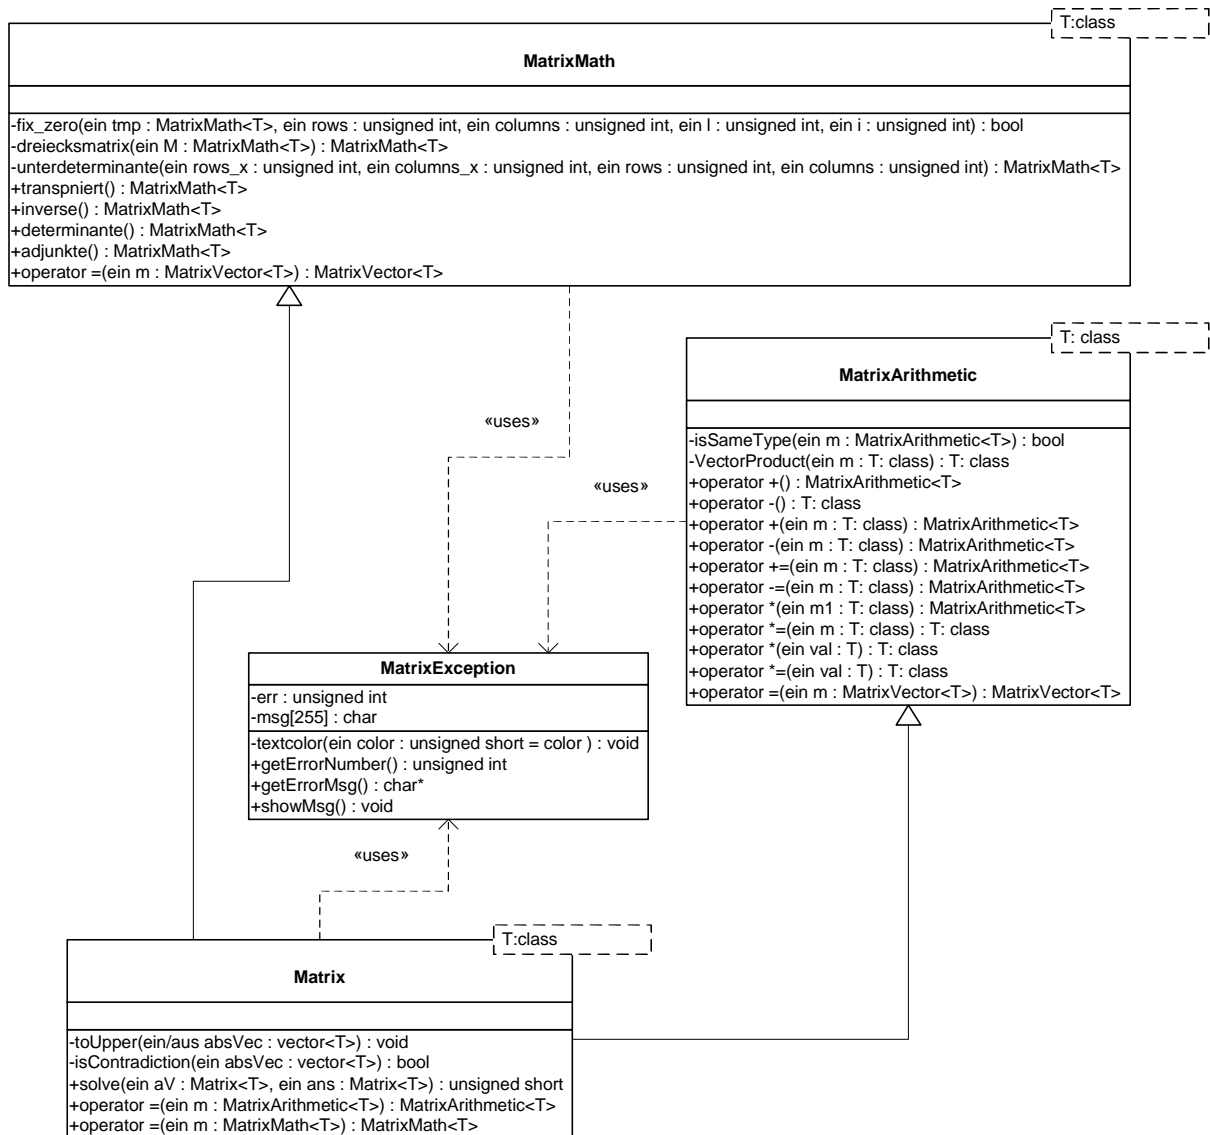 T:class
MatrixMath
-fix_zero(ein tmp : MatrixMath<T>, ein rows : unsigned int, ein columns : unsigned int, ein l : unsigned int, ein i : unsigned int) : bool
-dreiecksmatrix(ein M : MatrixMath<T>) : MatrixMath<T>
-unterdeterminante(ein rows_x : unsigned int, ein columns_x : unsigned int, ein rows : unsigned int, ein columns : unsigned int) : MatrixMath<T>
+transpniert() : MatrixMath<T>
+inverse() : MatrixMath<T>
+determinante() : MatrixMath<T>
+adjunkte() : MatrixMath<T>
+operator =(ein m : MatrixVector<T>) : MatrixVector<T>
T: class
MatrixArithmetic
-isSameType(ein m : MatrixArithmetic<T>) : bool
-VectorProduct(ein m : T: class) : T: class
+operator +() : MatrixArithmetic<T>
+operator -() : T: class
+operator +(ein m : T: class) : MatrixArithmetic<T>
+operator -(ein m : T: class) : MatrixArithmetic<T>
+operator +=(ein m : T: class) : MatrixArithmetic<T>
+operator -=(ein m : T: class) : MatrixArithmetic<T>
+operator *(ein m1 : T: class) : MatrixArithmetic<T>
+operator *=(ein m : T: class) : T: class
+operator *(ein val : T) : T: class
+operator *=(ein val : T) : T: class
+operator =(ein m : MatrixVector<T>) : MatrixVector<T>
«uses»
«uses»
MatrixException
-err : unsigned int
-msg[255] : char
-textcolor(ein color : unsigned short = color ) : void
+getErrorNumber() : unsigned int
+getErrorMsg() : char*
+showMsg() : void
«uses»
T:class
Matrix
-toUpper(ein/aus absVec : vector<T>) : void
-isContradiction(ein absVec : vector<T>) : bool
+solve(ein aV : Matrix<T>, ein ans : Matrix<T>) : unsigned short
+operator =(ein m : MatrixArithmetic<T>) : MatrixArithmetic<T>
+operator =(ein m : MatrixMath<T>) : MatrixMath<T>